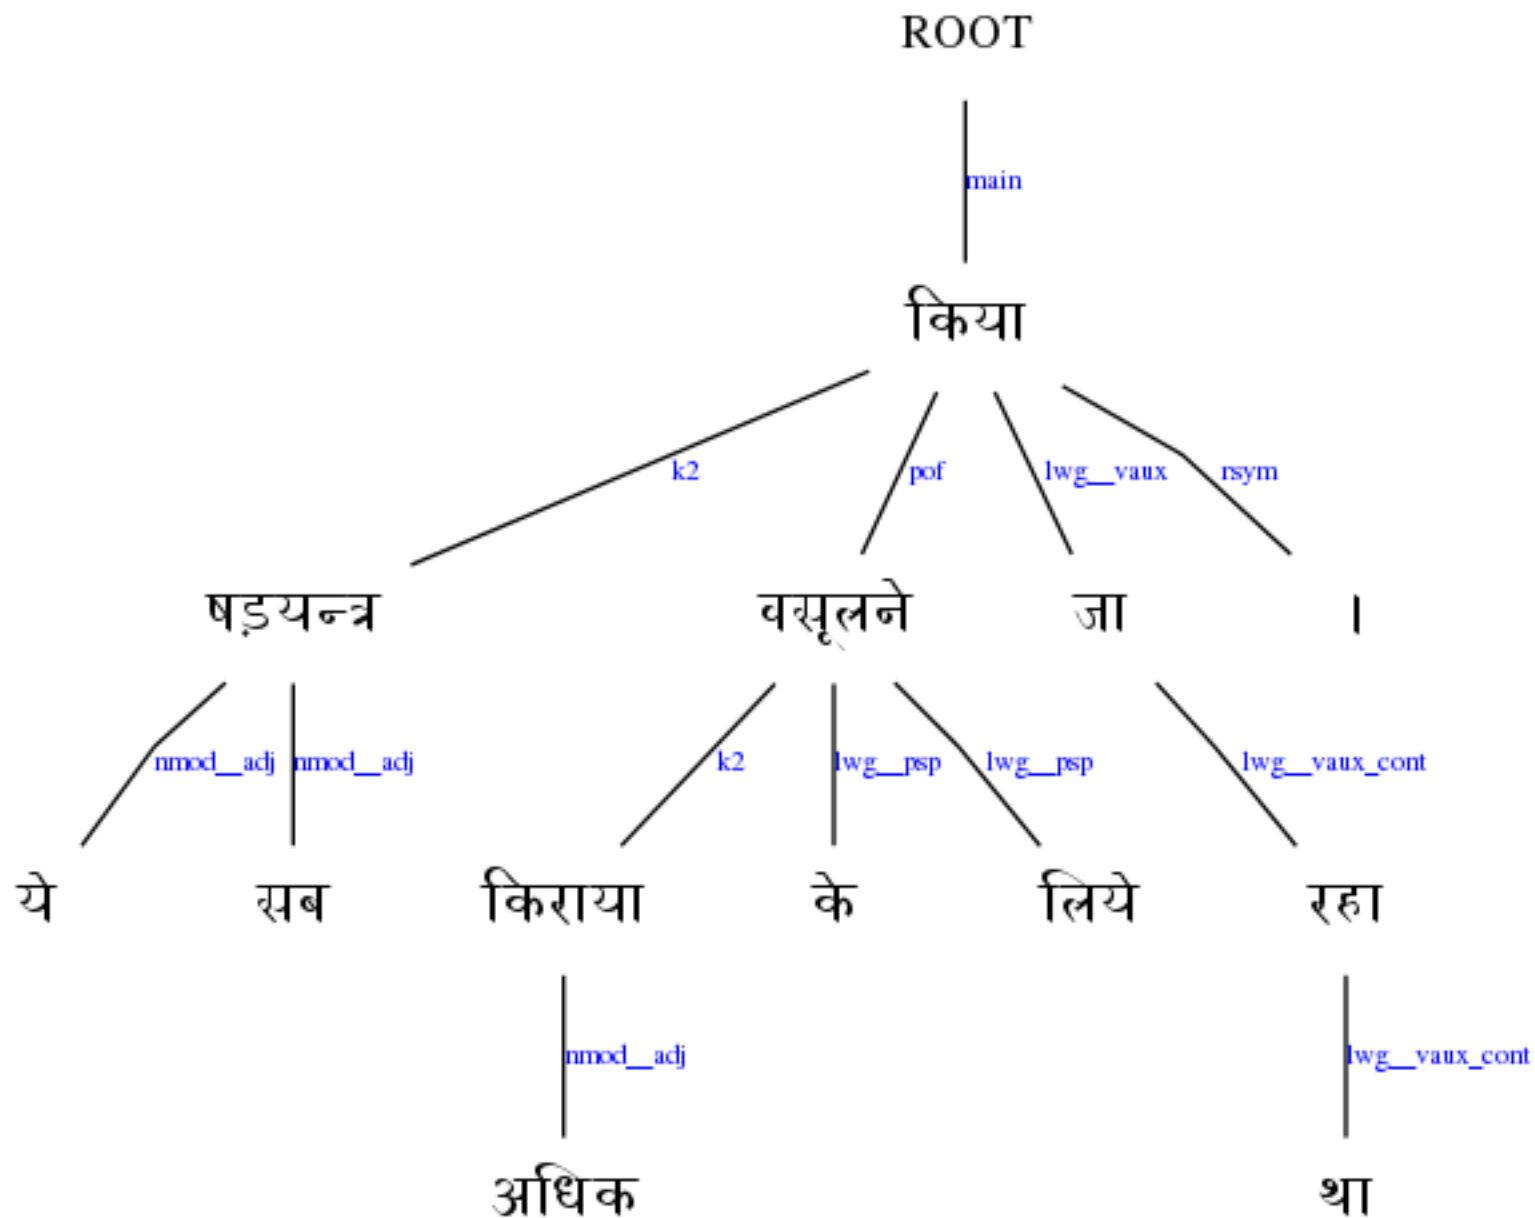 ROOT
main
किया
k2 pof lwg__vaux rsym
षड़यन्त्र वसूलने जा ।
nmod__adj nmod__adj k2 lwg__psp lwg__psp lwg__vaux_cont
ये सब किराया के लिये रहा
nmod__adj lwg__vaux_cont
अधिक था